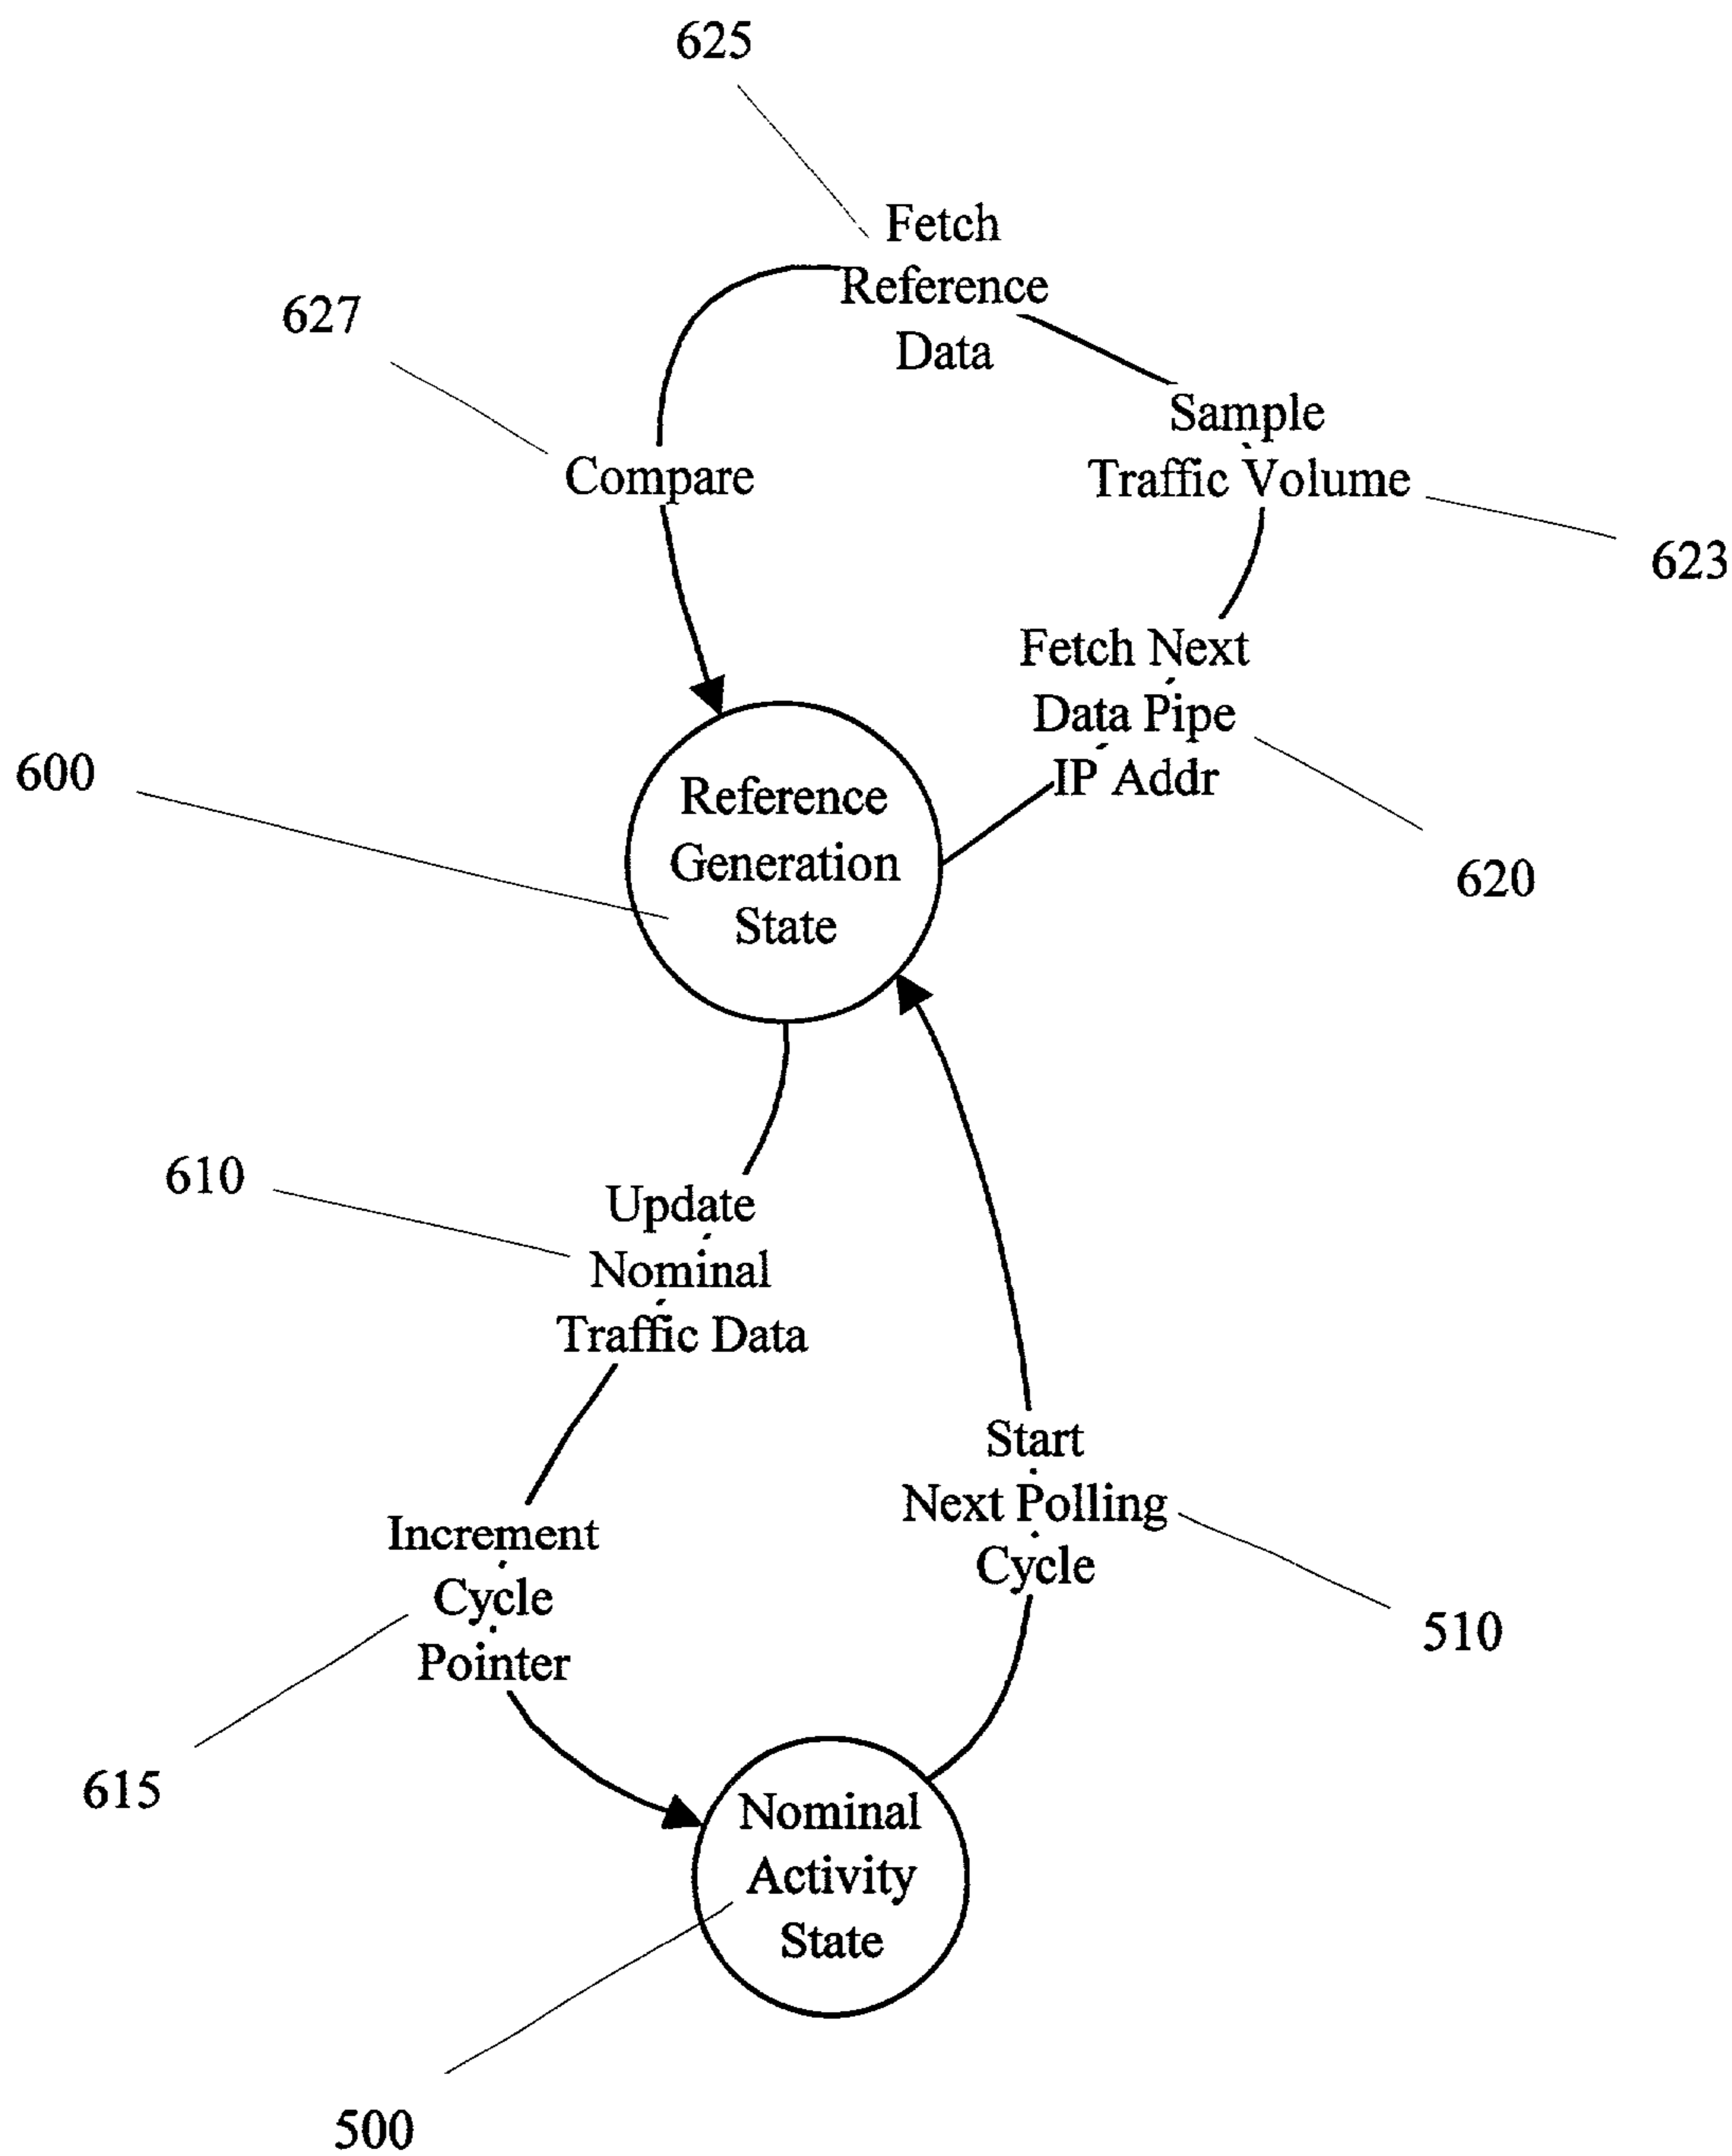 625
Fetch
Reference
Data
627
Sample
Traffic Volume
Compare
623
Fetch Next
Data Pipe
IP Addr
600
Reference
Generation
State
620
610
Update
Nominal
Traffic Data
Start
Next Polling
Cycle
Increment
Cycle
Pointer
510
615
Nominal
Activity
State
500